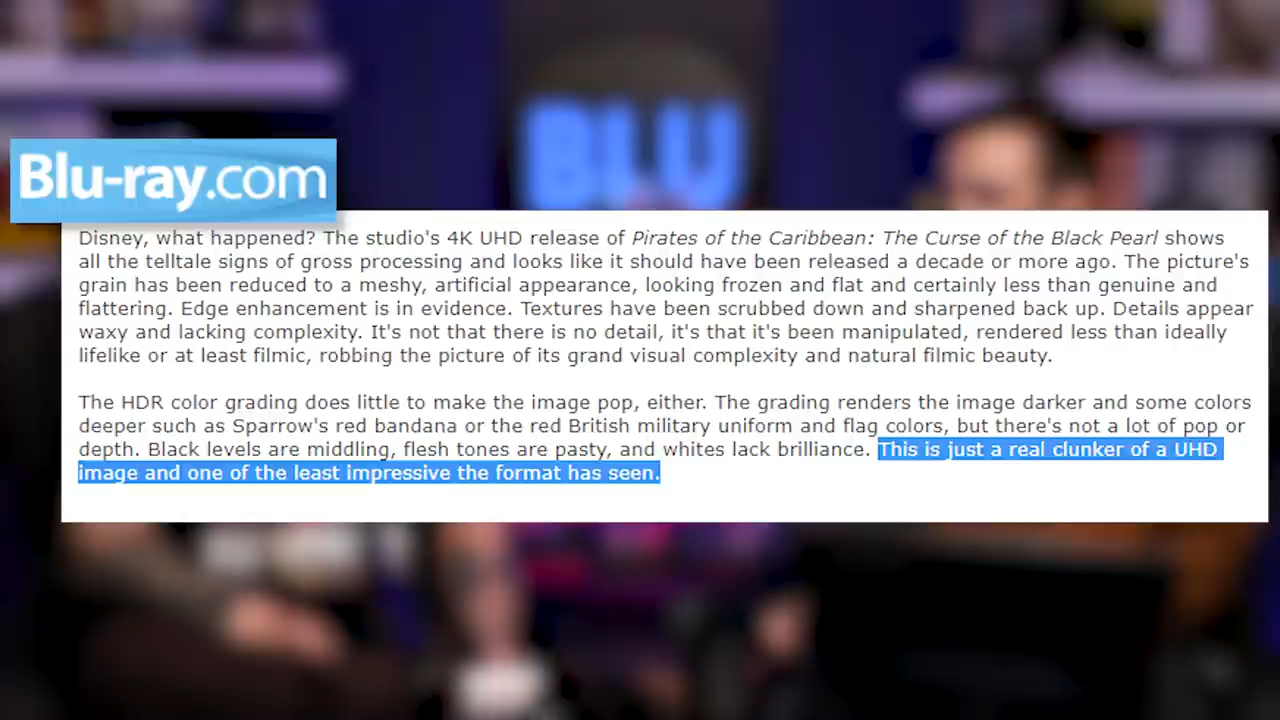 BLU
Blu-ray.com
Disney, what happened? The studio's 4K UHD release of Pirates of the Caribbean: The Curse of the Black Pearl shows
all the telltale signs of gross processing and looks like it should have been released a decade or more ago. The picture's
grain has been reduced to a meshy, artificial appearance, looking frozen and flat and certainly less than genuine and
flattering. Edge enhancement is in evidence. Textures have been scrubbed down and sharpened back up. Details appear
waxy and lacking complexity. It's not that there is no detail, it's that it's been manipulated, rendered less than ideally
lifelike or at least filmic, robbing the picture of its grand visual complexity and natural filmic beauty.
The HDR color grading does little to make the image pop, either. The grading renders the image darker and some colors
deeper such as Sparrow's red bandana or the red British military uniform and flag colors, but there's not a lot of pop or
depth. Black levels are middling, flesh tones are pasty, and whites lack brilliance. This is just a real clunker of a UHD
image and one of the least impressive the format has seen.